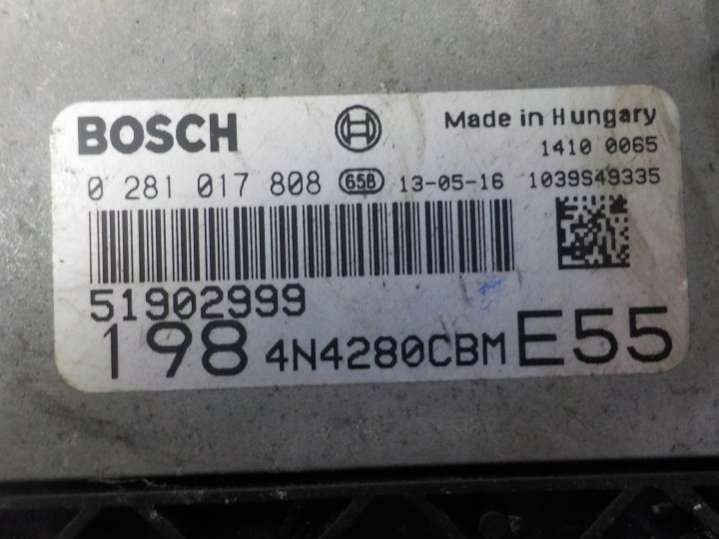 BOSCH Made in Hungary
1410 0065
0 281 017 808 658 13-05-16 1039S49335
51902999
198 4N4280CBM E55